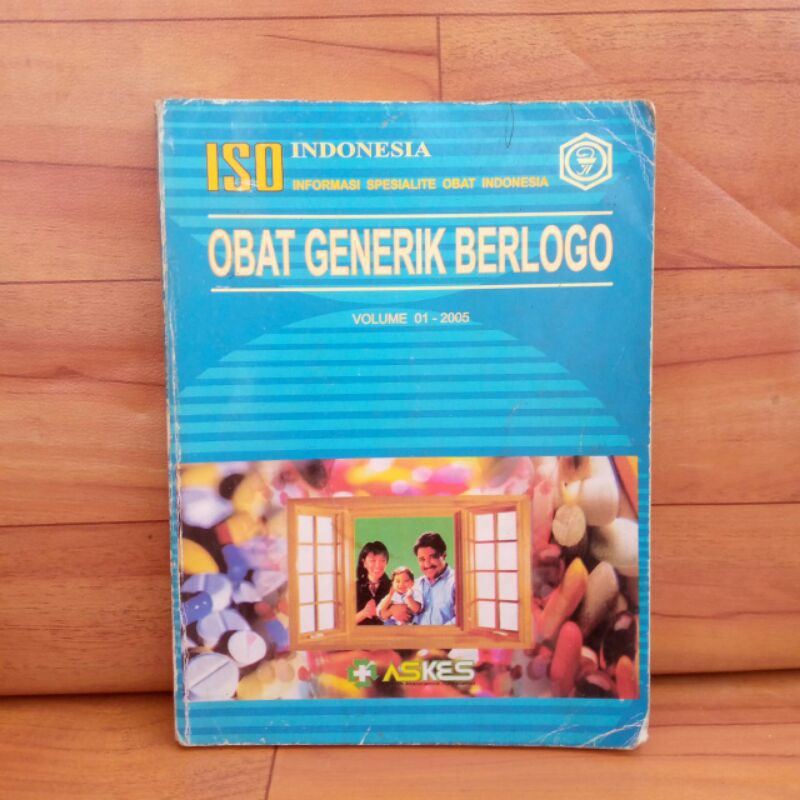 ISO INDONESIA
INFORMASI SPESIALITE OBAT INDONESIA
OBAT GENERIK BERLOGO
VOLUME 01 - 2005
ASKES